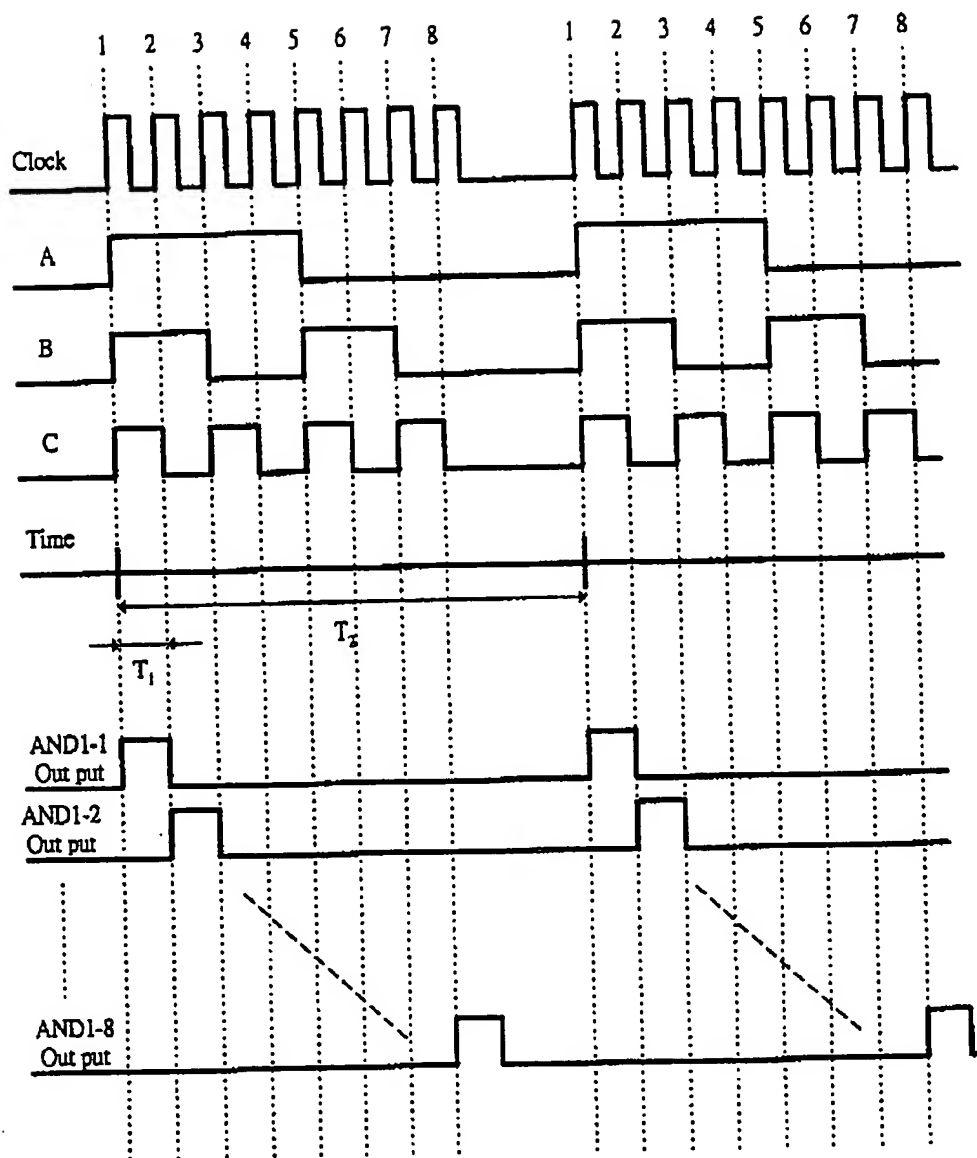 1 2 3 4 5 6 7 8 1 2 3 4 5 6 7 8
Clock
A
B
C
Time
T₂
T₁
AND1-1
Out put
AND1-2
Out put
AND1-8
Out put